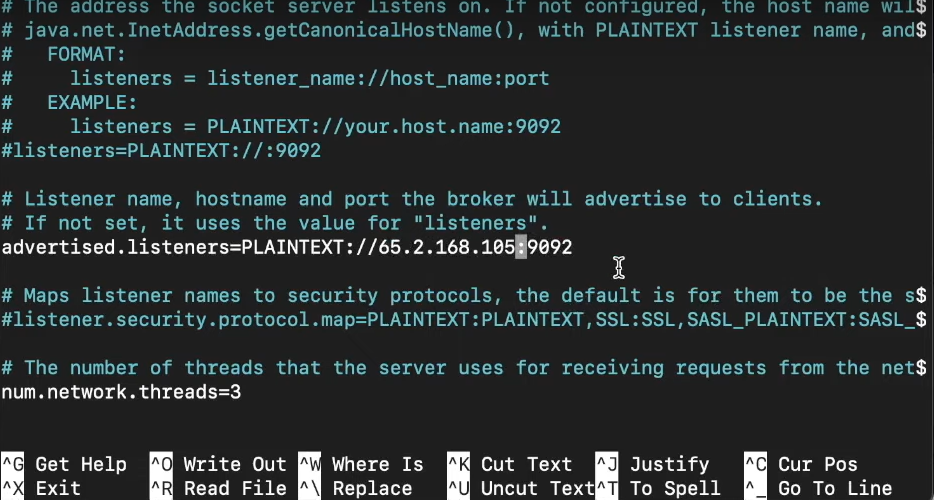 # The address the socket server listens on. If not configured, the host name wil$
# java.net.InetAddress.getCanonicalHostName(), with PLAINTEXT listener name, and$
#   FORMAT:
#     listeners = listener_name://host_name:port
#   EXAMPLE:
#     listeners = PLAINTEXT://your.host.name:9092
#listeners=PLAINTEXT://:9092
# Listener name, hostname and port the broker will advertise to clients.
# If not set, it uses the value for "listeners".
advertised.listeners=PLAINTEXT://65.2.168.105:9092
# Maps listener names to security protocols, the default is for them to be the s$
#listener.security.protocol.map=PLAINTEXT:PLAINTEXT,SSL:SSL,SASL_PLAINTEXT:SASL_$
# The number of threads that the server uses for receiving requests from the net$
num.network.threads=3
^G Get Help ^O Write Out ^W Where Is ^K Cut Text ^J Justify ^C Cur Pos
^X Exit ^R Read File ^\ Replace ^U Uncut Text ^T To Spell ^_ Go To Line